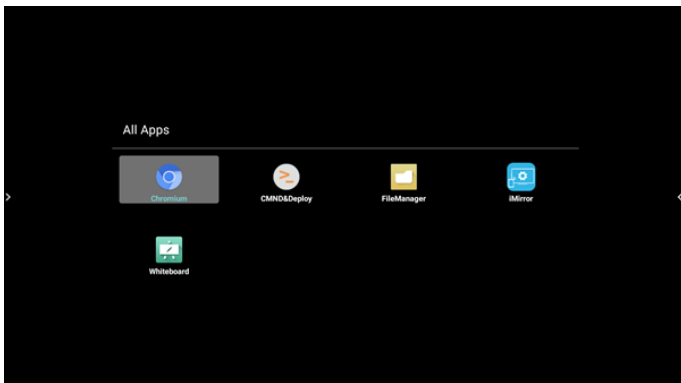 All Apps
Chromium
CMND&Deploy
FileManager
iMirror
Whiteboard